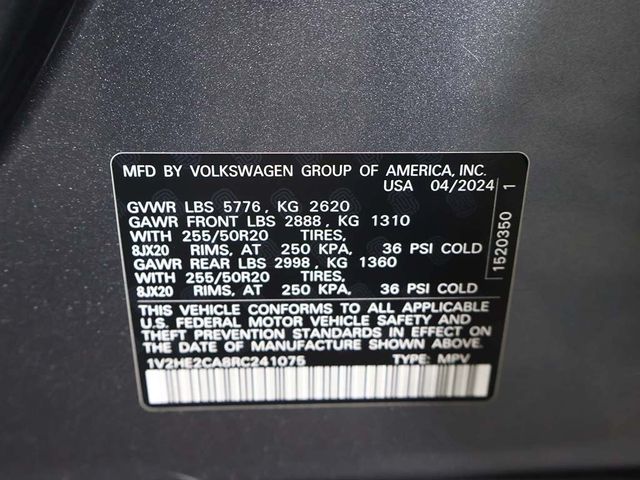 MFD BY VOLKSWAGEN GROUP OF AMERICA, INC.
USA 04/2024
GVWR LBS 5776, KG 2620
GAWR FRONT LBS 2888, KG 1310
WITH 255/50R20 TIRES,
8JX20 RIMS, AT 250 KPA, 36 PSI COLD
GAWR REAR LBS 2998, KG 1360
WITH 255/50R20 TIRES,
8JX20 RIMS, AT 250 KPA, 36 PSI COLD
THIS VEHICLE CONFORMS TO ALL APPLICABLE
U.S. FEDERAL MOTOR VEHICLE SAFETY AND
THEFT PREVENTION STANDARDS IN EFFECT ON
THE DATE OF MANUFACTURE SHOWN ABOVE.
1V2HE2CA8RC241075 TYPE: MPV
1520350 1